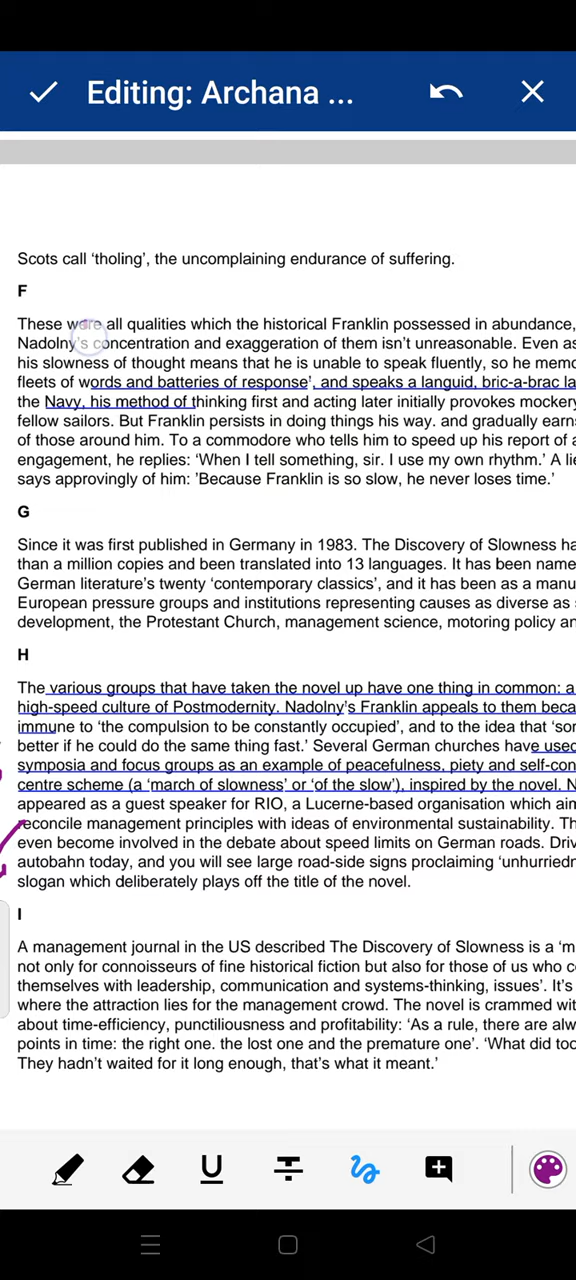 Editing: Archana ...
Scots call ‘tholing’, the uncomplaining endurance of suffering.
F
These were all qualities which the historical Franklin possessed in abundance,
Nadolny’s concentration and exaggeration of them isn’t unreasonable. Even as
his slowness of thought means that he is unable to speak fluently, so he memo
fleets of words and batteries of response’, and speaks a languid, bric-a-brac la
the Navy, his method of thinking first and acting later initially provokes mockery
fellow sailors. But Franklin persists in doing things his way. and gradually earn
of those around him. To a commodore who tells him to speed up his report of a
engagement, he replies: ‘When I tell something, sir. I use my own rhythm.’ A lie
says approvingly of him: ’Because Franklin is so slow, he never loses time.’
G
Since it was first published in Germany in 1983. The Discovery of Slowness ha
than a million copies and been translated into 13 languages. It has been name
German literature’s twenty ‘contemporary classics’, and it has been as a manu
European pressure groups and institutions representing causes as diverse as
development, the Protestant Church, management science, motoring policy an
H
The various groups that have taken the novel up have one thing in common: a
high-speed culture of Postmodernity. Nadolny’s Franklin appeals to them beca
immune to ‘the compulsion to be constantly occupied’, and to the idea that ‘so
better if he could do the same thing fast.’ Several German churches have used
symposia and focus groups as an example of peacefulness, piety and self-con
centre scheme (a ‘march of slowness’ or ‘of the slow’), inspired by the novel. N
appeared as a guest speaker for RIO, a Lucerne-based organisation which aim
reconcile management principles with ideas of environmental sustainability. Th
even become involved in the debate about speed limits on German roads. Driv
autobahn today, and you will see large road-side signs proclaiming ‘unhurriedn
slogan which deliberately plays off the title of the novel.
I
A management journal in the US described The Discovery of Slowness is a ‘m
not only for connoisseurs of fine historical fiction but also for those of us who c
themselves with leadership, communication and systems-thinking, issues’. It’s
where the attraction lies for the management crowd. The novel is crammed wit
about time-efficiency, punctiliousness and profitability: ‘As a rule, there are alw
points in time: the right one. the lost one and the premature one’. ‘What did too
They hadn’t waited for it long enough, that’s what it meant.’